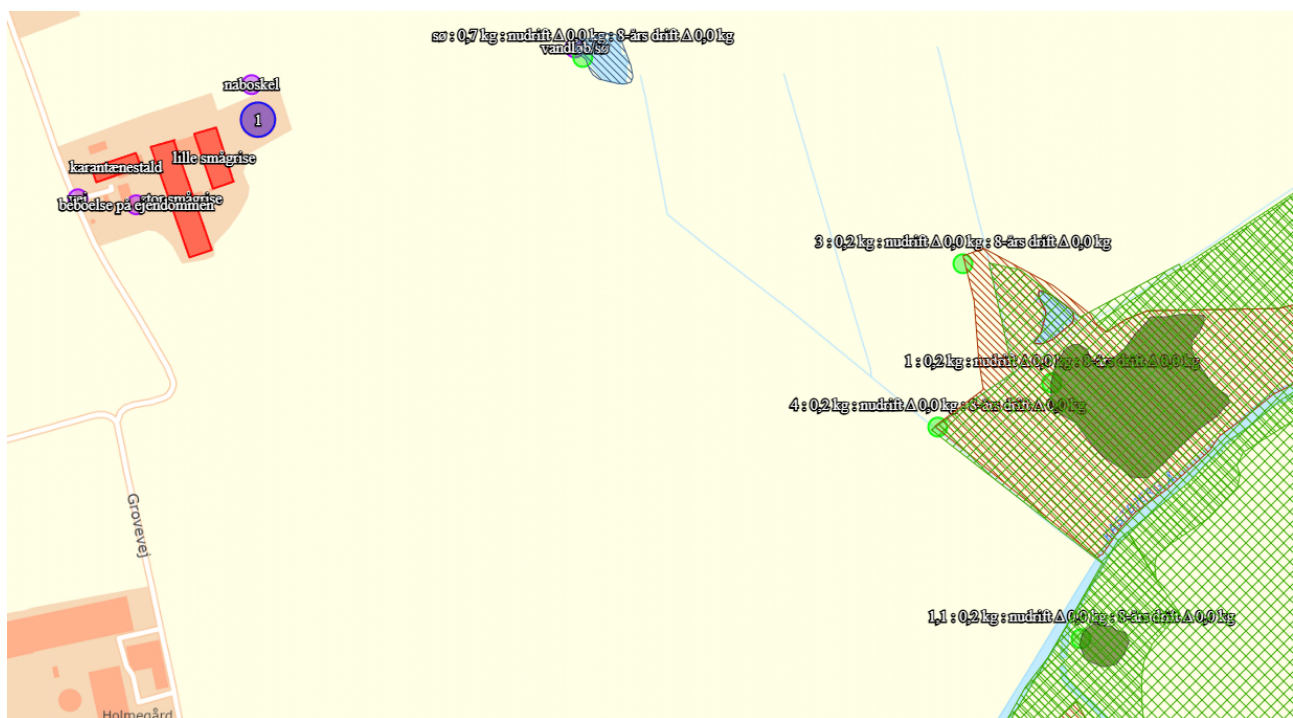 sø : 0,7 kg : nudrift Δ 0,0 kg : 8-års drift Δ 0,0 kg
vandløb/sø
naboskel
1
lille smågrise
karantænestald
vej
stor smågrise
beboelse på ejendommen
3 : 0,2 kg : nudrift Δ 0,0 kg : 8-års drift Δ 0,0 kg
1 : 0,2 kg : nudrift Δ 0,0 kg : 8-års drift Δ 0,0 kg
4 : 0,2 kg : nudrift Δ 0,0 kg : 8-års drift Δ 0,0 kg
Grovevej
1,1 : 0,2 kg : nudrift Δ 0,0 kg : 8-års drift Δ 0,0 kg
Holmegård